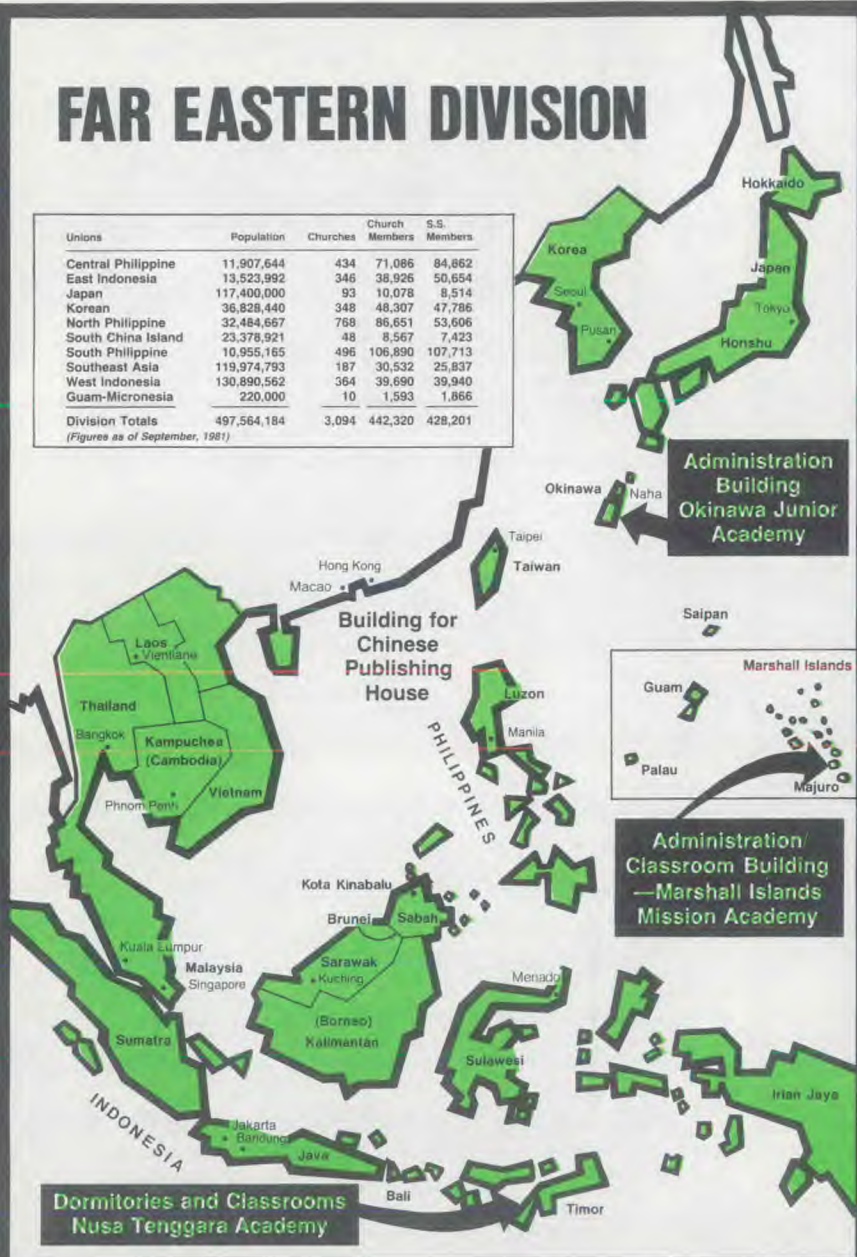 FAR EASTERN DIVISION
Unions Population Churches Church Members S.S. Members
Central Philippine 11,907,644 434 71,086 84,862
East Indonesia 13,523,992 346 38,926 50,654
Japan 117,400,000 93 10,078 8,514
Korean 36,828,440 348 48,307 47,786
North Philippine 32,484,667 768 86,651 53,606
South China Island 23,378,921 48 8,567 7,423
South Philippine 10,955,165 496 106,890 107,713
Southeast Asia 119,974,793 187 30,532 25,837
West Indonesia 130,890,562 364 39,690 39,940
Guam-Micronesia 220,000 10 1,593 1,866
Division Totals 497,564,184 3,094 442,320 428,201
(Figures as of September, 1981)
Hokkaido
Korea
Japan
Seoul
Tokyo
Pusan
Honshu
Administration
Building
Okinawa Junior
Academy
Okinawa
Naha
Taipei
Taiwan
Hong Kong
Macao
Building for
Chinese
Publishing
House
Saipan
Marshall Islands
Guam
Palau
Majuro
Laos
Vientiane
Thailand
Bangkok
Kampuchea
(Cambodia)
Phnom Penh
Vietnam
Luzon
Manila
PHILIPPINES
Administration/
Classroom Building
—Marshall Islands
Mission Academy
Kota Kinabalu
Brunei
Sabah
Sarawak
Kuching
(Borneo)
Kalimantan
Kuala Lumpur
Malaysia
Singapore
Sumatra
Menado
Sulawesi
Irian Jaya
INDONESIA
Jakarta
Bandung
Java
Bali
Timor
Dormitories and Classrooms
Nusa Tenggara Academy